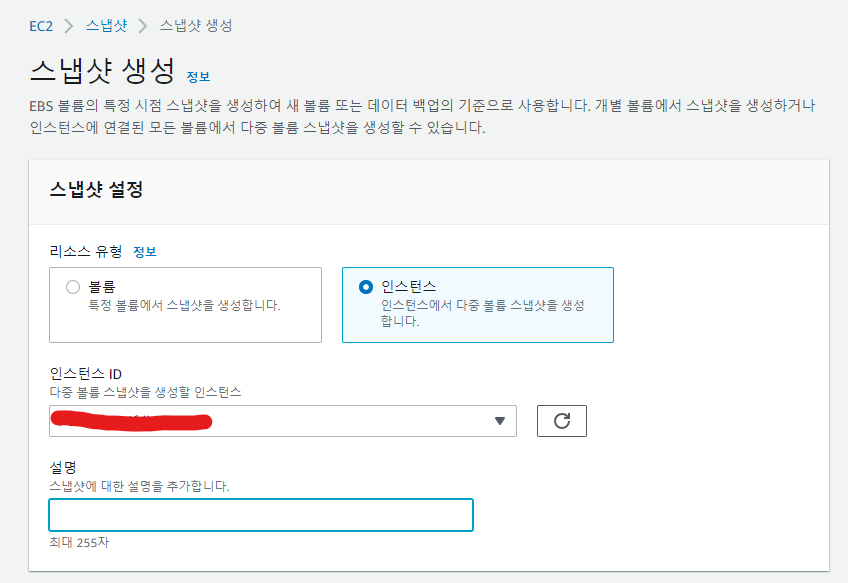 EC2 > 스냅샷 > 스냅샷 생성
스냅샷 생성 정보
EBS 볼륨의 특정 시점 스냅샷을 생성하여 새 볼륨 또는 데이터 백업의 기준으로 사용합니다. 개별 볼륨에서 스냅샷을 생성하거나
인스턴스에 연결된 모든 볼륨에서 다중 볼륨 스냅샷을 생성할 수 있습니다.
스냅샷 설정
리소스 유형 정보
볼륨
특정 볼륨에서 스냅샷을 생성합니다.
인스턴스
인스턴스에서 다중 볼륨 스냅샷을 생성
합니다.
인스턴스 ID
다중 볼륨 스냅샷을 생성할 인스턴스
설명
스냅샷에 대한 설명을 추가합니다.
최대 255자